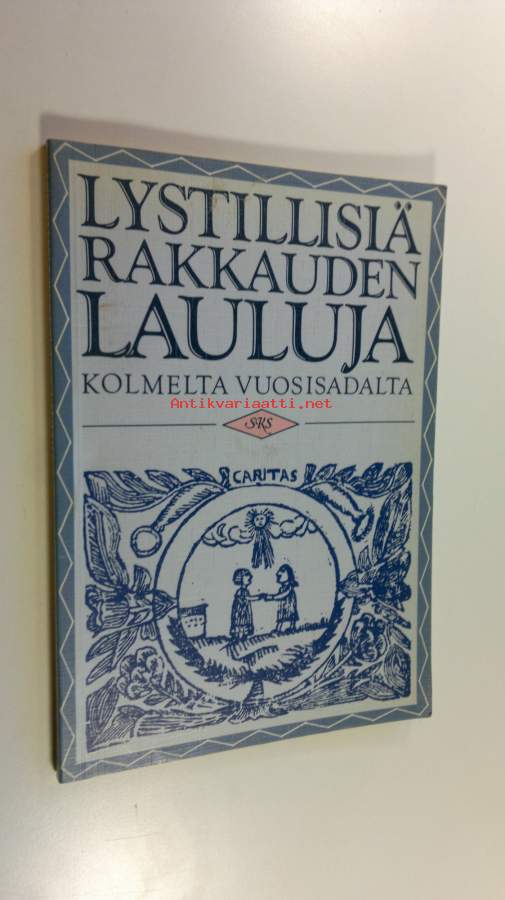 LYSTILLISIÄ
RAKKAUDEN
LAULUJA
KOLMELTA VUOSISADALTA
Antikvariaatti.net
SKS
CARITAS